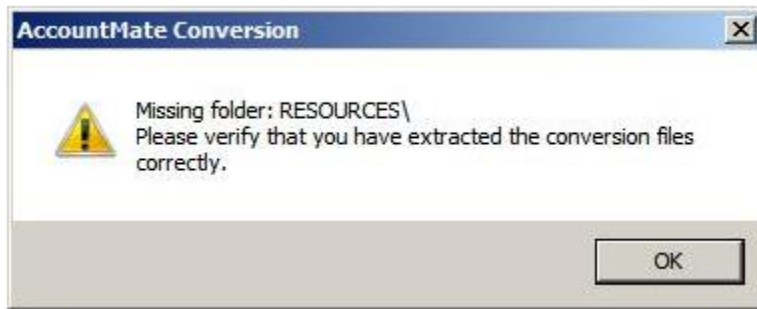 AccountMate Conversion
Missing folder: RESOURCES\
Please verify that you have extracted the conversion files
correctly.
OK